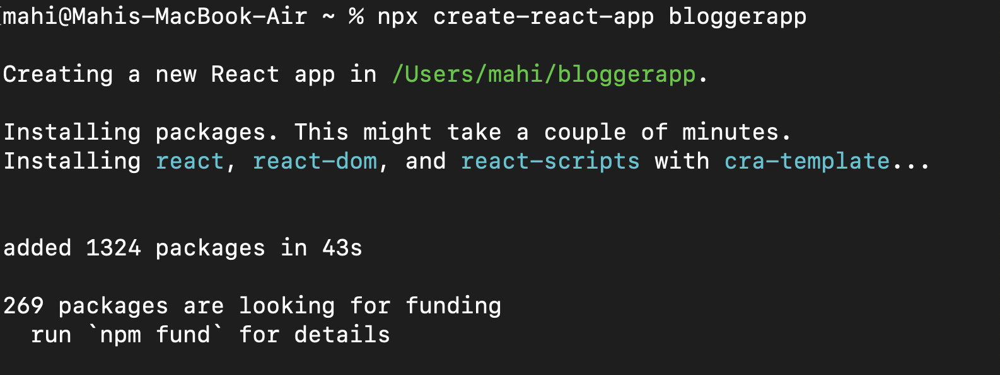 mahi@Mahis-MacBook-Air ~ % npx create-react-app bloggerapp
Creating a new React app in /Users/mahi/bloggerapp.
Installing packages. This might take a couple of minutes.
Installing react, react-dom, and react-scripts with cra-template...
added 1324 packages in 43s
269 packages are looking for funding
  run `npm fund` for details